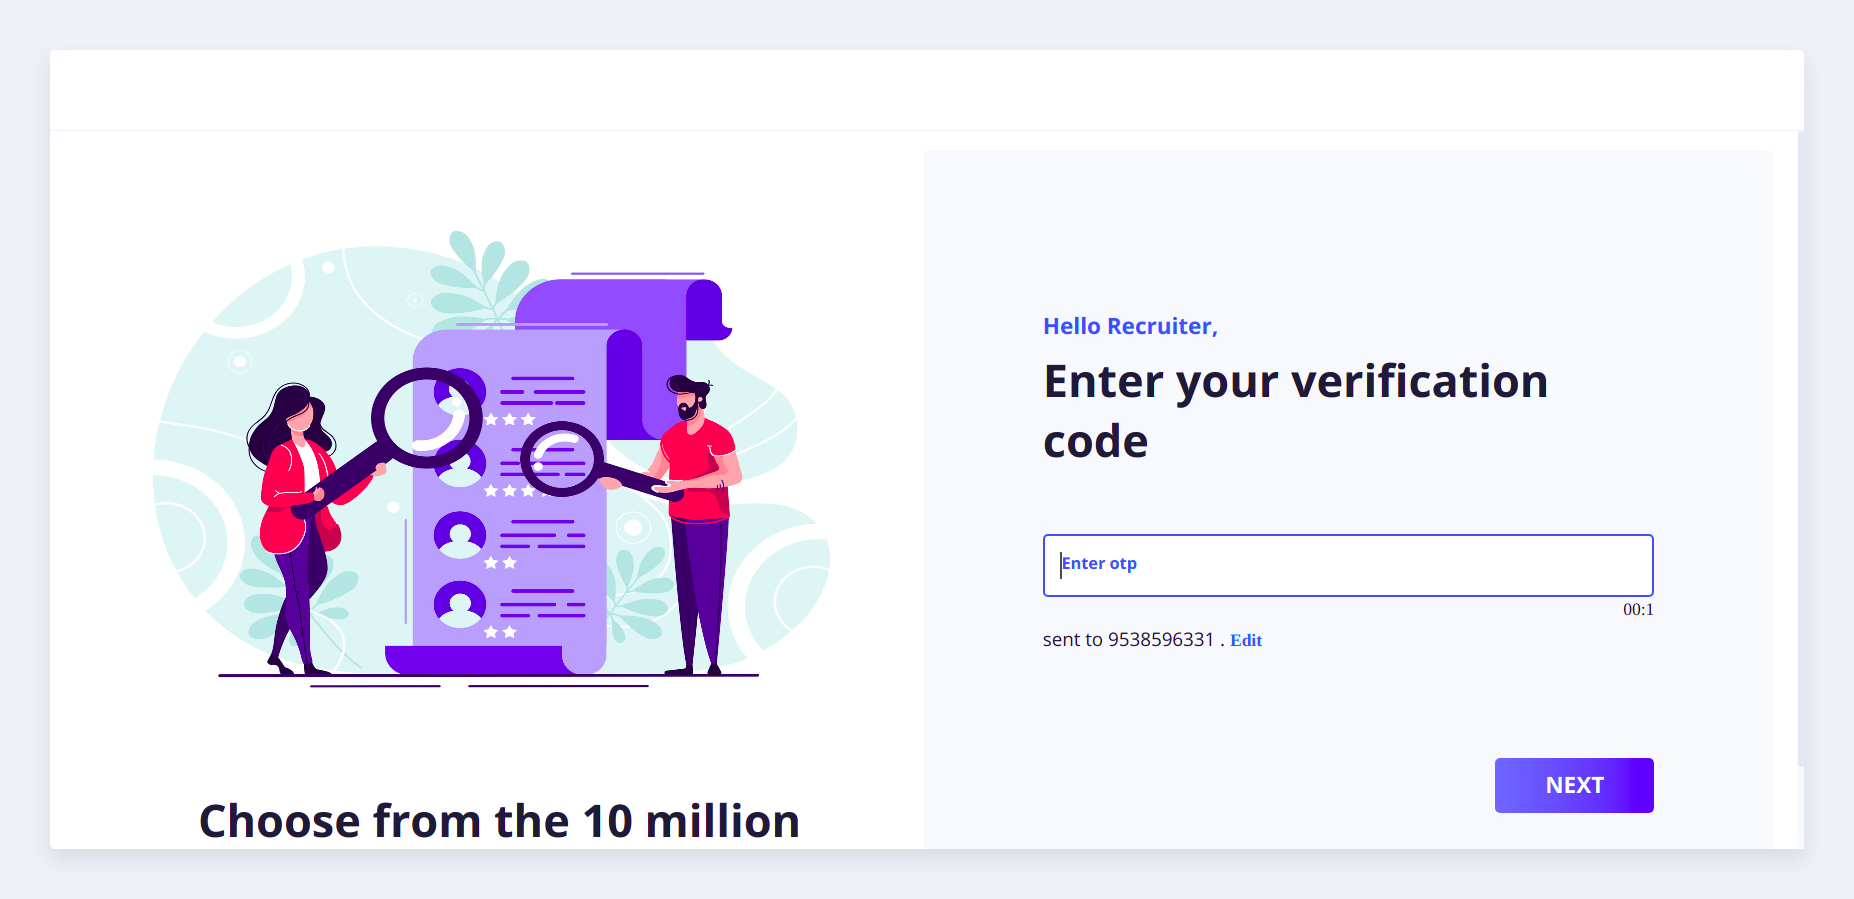 Hello Recruiter,
Enter your verification
code
Enter otp
00:1
sent to 9538596331 . Edit
NEXT
Choose from the 10 million